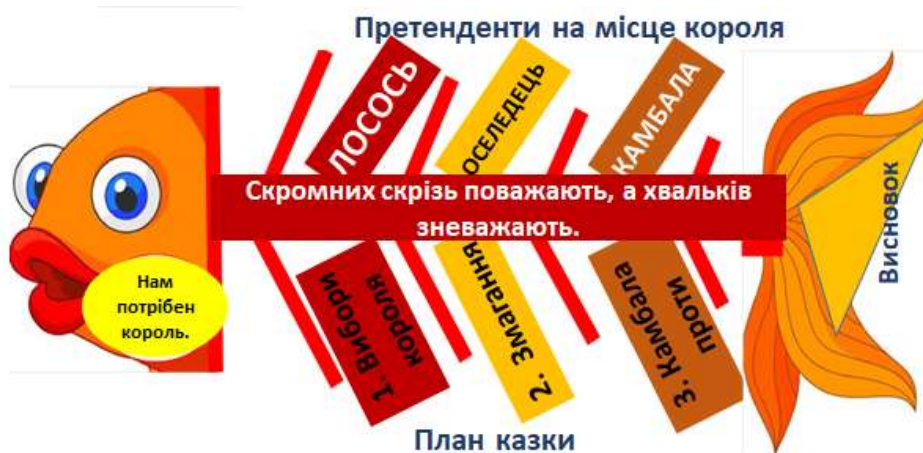 Претенденти на місце короля
ЛОСОСЬ
ОСЕЛЕДЕЦЬ
КАМБАЛА
Скромних скрізь поважають, а хвальків
зневажають.
Нам
потрібен
король.
1. Вибори
короля
2. Змагання
3. Камбала
проти
Висновок
План казки